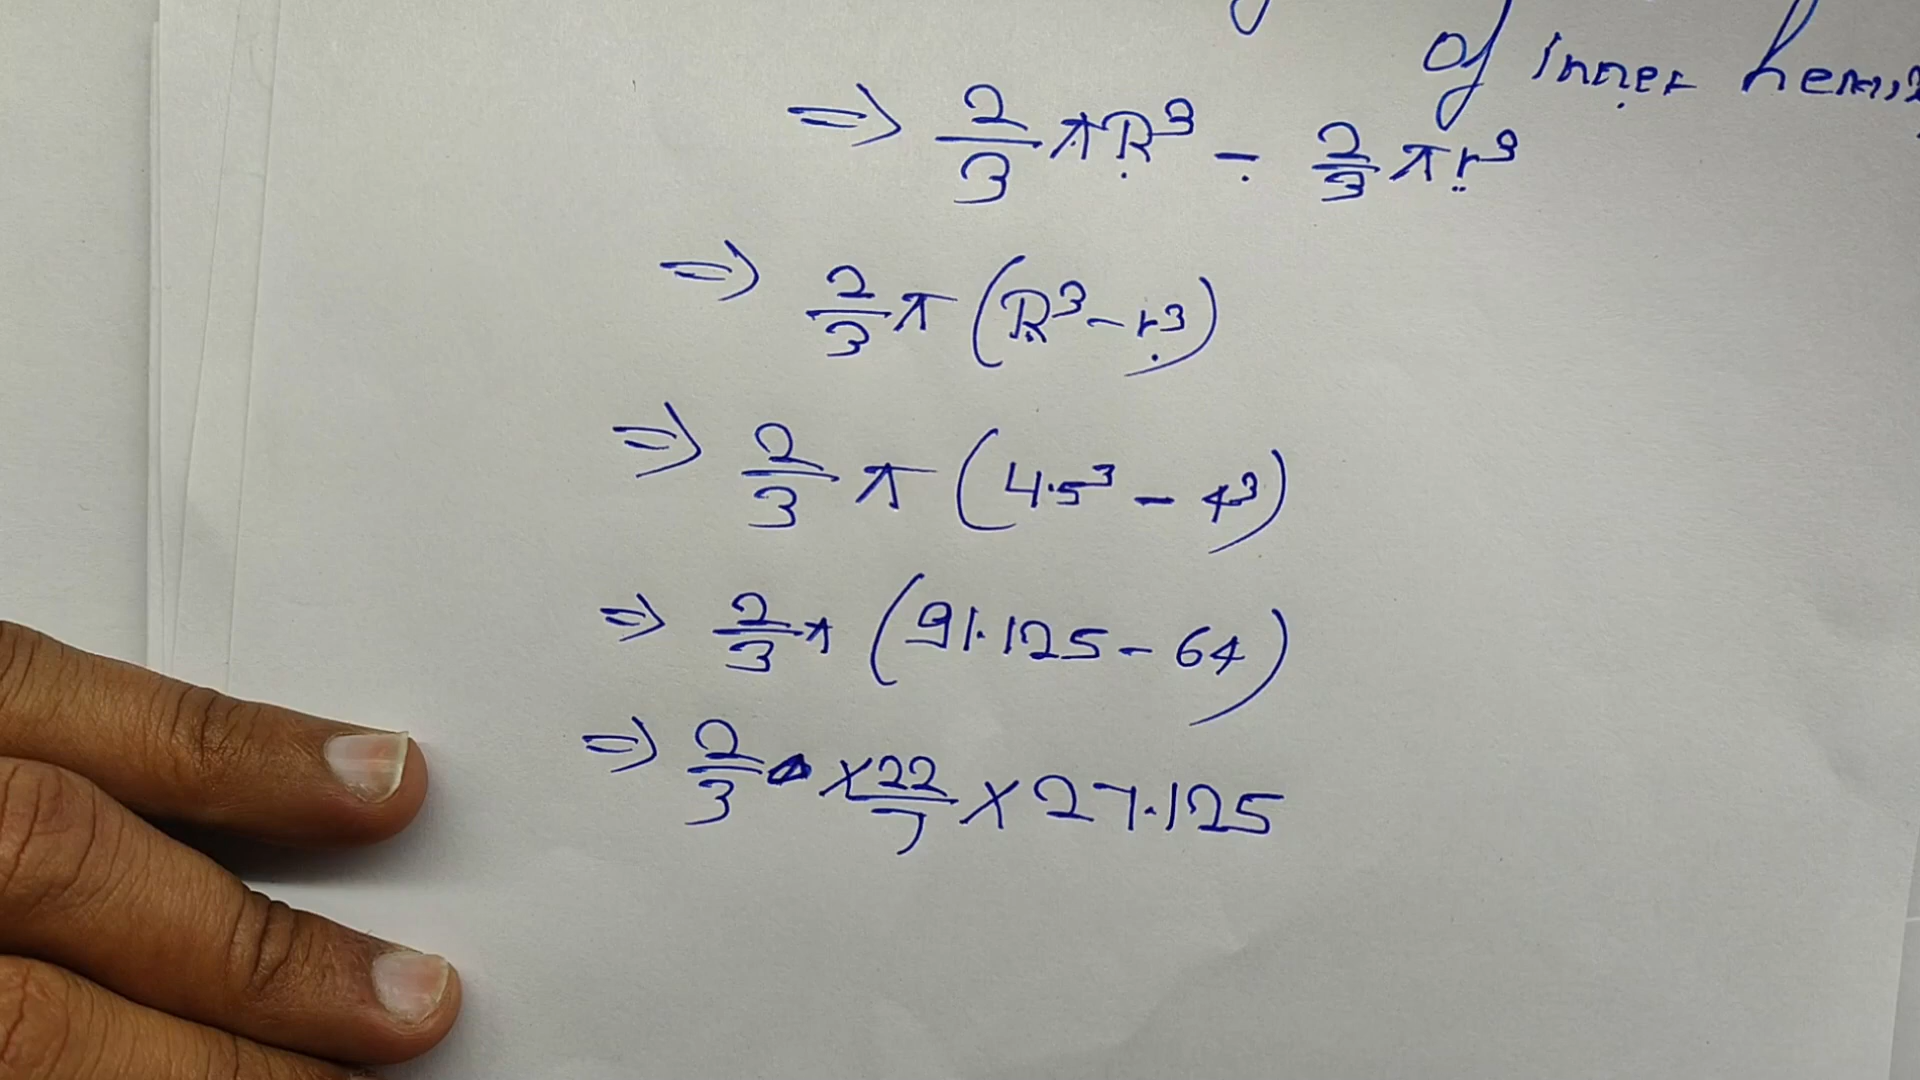 of inner
⇒ 2/3 πR³ - 2/3 πr³
⇒ 2/3 π (R³ - r³)
⇒ 2/3 π (4.5³ - 4³)
⇒ 2/3 π (91.125 - 64)
⇒ 2/3 × 22/7 × 27.125